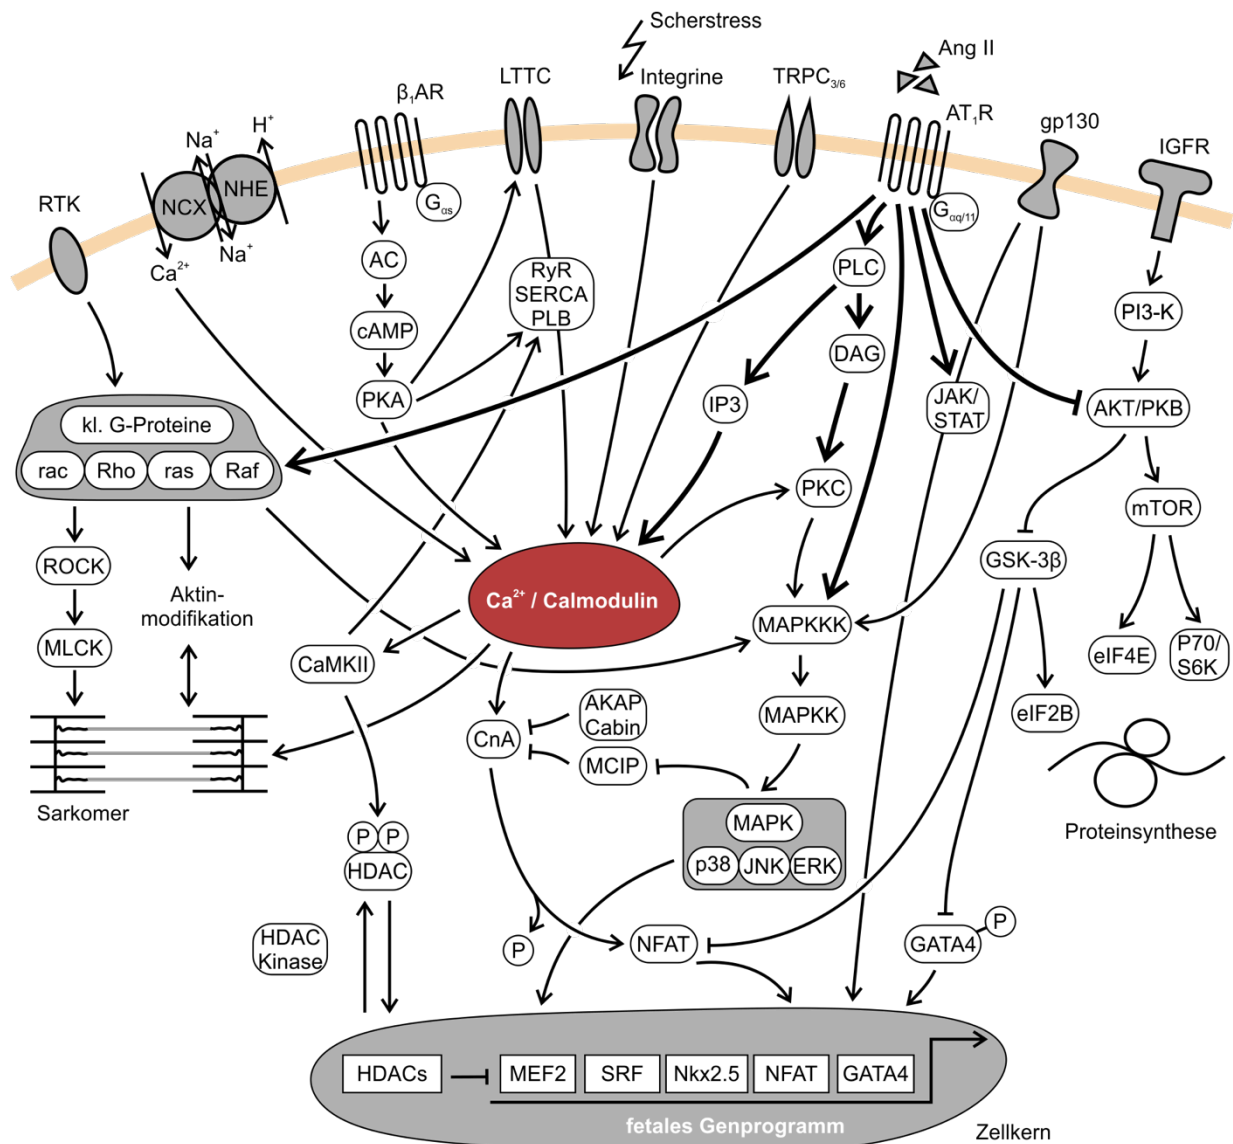 Scherstress
Ang II
LTTC
Integrine
TRPC3/6
β₁AR
AT₁R
gp130
IGFR
H⁺
Na⁺
NHE
NCX
RTK
Gαs
Gαq/11
Na⁺
Ca²⁺
AC
RyR
SERCA
PLB
PLC
PI3-K
cAMP
DAG
PKA
IP3
JAK/
STAT
AKT/PKB
kl. G-Proteine
rac
Rho
ras
Raf
PKC
mTOR
ROCK
GSK-3β
Aktin-
modifikation
Ca²⁺ / Calmodulin
MAPKKK
MLCK
CaMKII
eIF4E
P70/
S6K
AKAP
Cabin
MAPKK
eIF2B
CnA
MCIP
Sarkomer
MAPK
Proteinsynthese
P
P
HDAC
p38
JNK
ERK
HDAC
Kinase
P
NFAT
GATA4
P
HDACs
MEF2
SRF
Nkx2.5
NFAT
GATA4
fetales Genprogramm
Zellkern